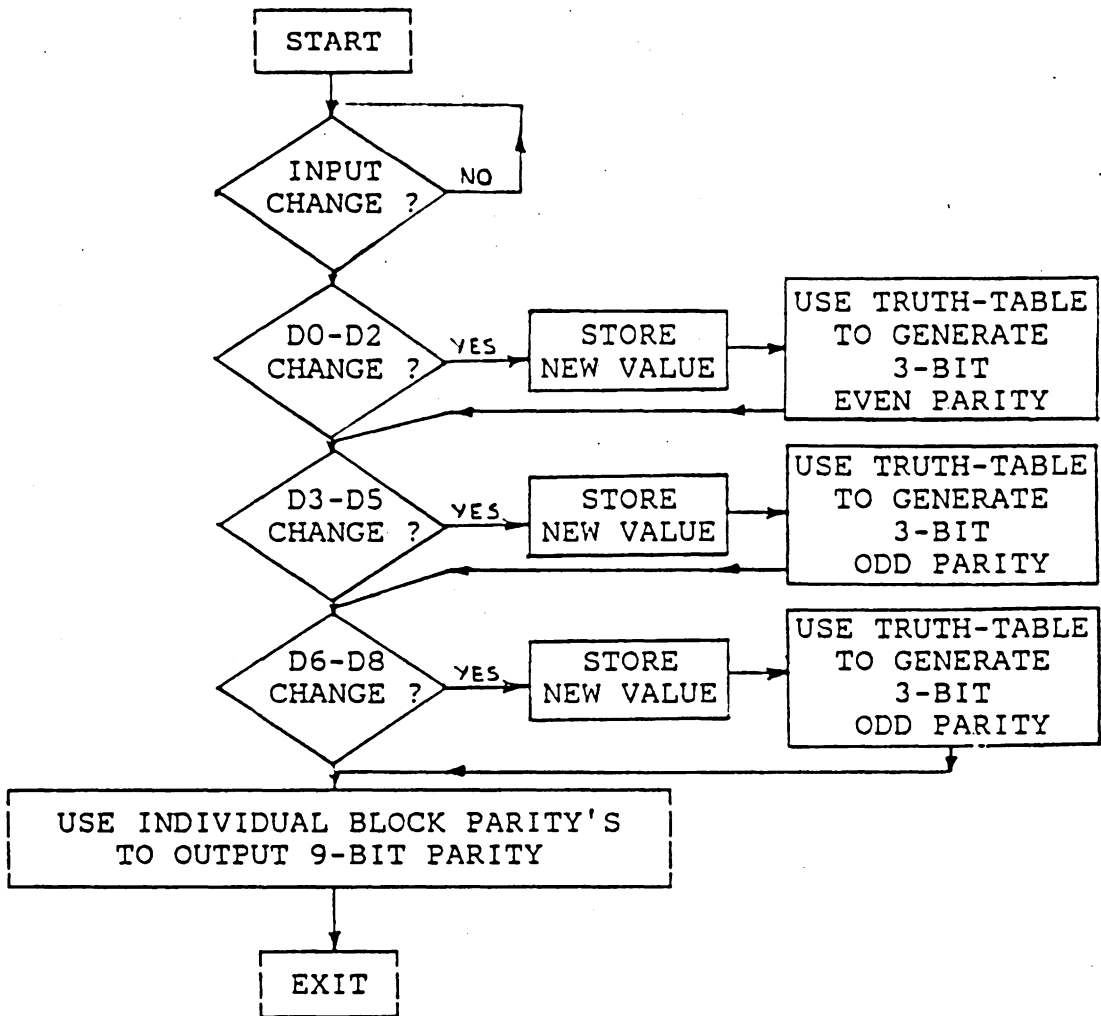 START
INPUT
CHANGE ?
NO
D0-D2
CHANGE ?
YES
STORE
NEW VALUE
USE TRUTH-TABLE
TO GENERATE
3-BIT
EVEN PARITY
D3-D5
CHANGE ?
YES
STORE
NEW VALUE
USE TRUTH-TABLE
TO GENERATE
3-BIT
ODD PARITY
D6-D8
CHANGE ?
YES
STORE
NEW VALUE
USE TRUTH-TABLE
TO GENERATE
3-BIT
ODD PARITY
USE INDIVIDUAL BLOCK PARITY'S
TO OUTPUT 9-BIT PARITY
EXIT